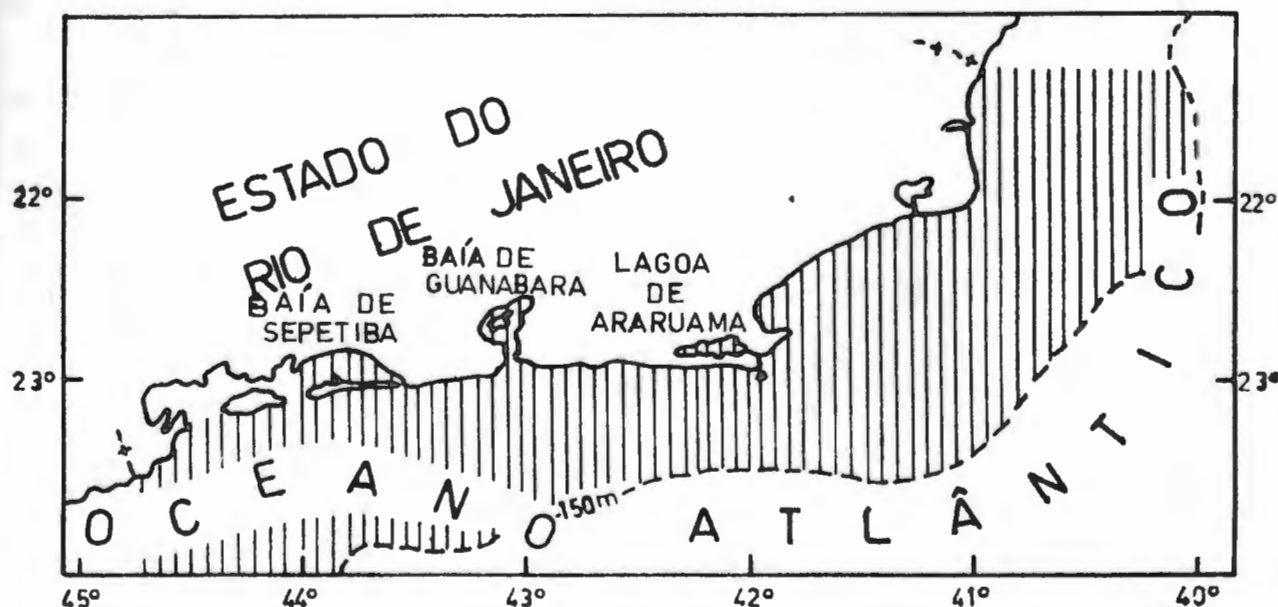 ESTADO DO
RIO DE JANEIRO
BAÍA DE
SEPETIBA
BAÍA DE
GUANABARA
LAGOA
DE
ARARUAMA
OCEANO ATLÂNTICO
-150m
22°
22°
23°
23°
45°
44°
43°
42°
41°
40°